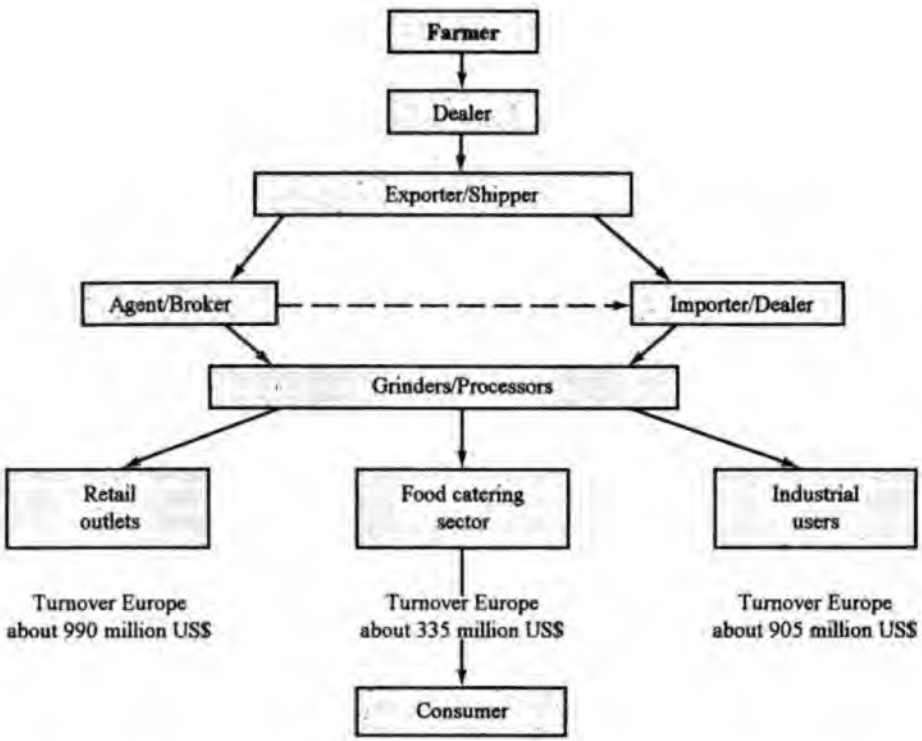 Farmer
Dealer
Exporter/Shipper
Agent/Broker
Importer/Dealer
Grinders/Processors
Retail
outlets
Food catering
sector
Industrial
users
Turnover Europe
about 990 million US$
Turnover Europe
about 335 million US$
Turnover Europe
about 905 million US$
Consumer